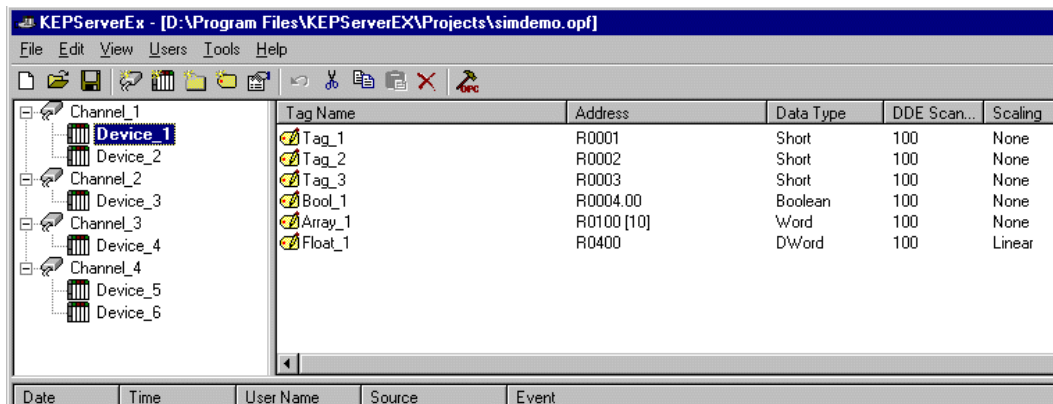 KEPServerEx - [D:\Program Files\KEPServerEX\Projects\simdemo.opf]
File Edit View Users Tools Help
OPC
Channel_1
Device_1
Device_2
Channel_2
Device_3
Channel_3
Device_4
Channel_4
Device_5
Device_6
Tag Name Address Data Type DDE Scan... Scaling
Tag_1 R0001 Short 100 None
Tag_2 R0002 Short 100 None
Tag_3 R0003 Short 100 None
Bool_1 R0004.00 Boolean 100 None
Array_1 R0100 [10] Word 100 None
Float_1 R0400 DWord 100 Linear
Date Time User Name Source Event